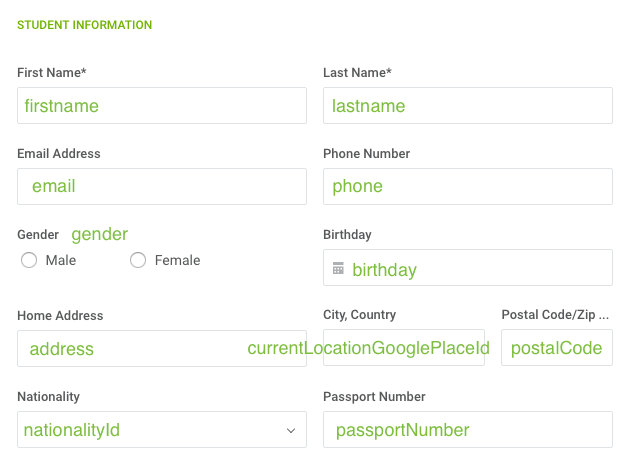 STUDENT INFORMATION
First Name* Last Name*
firstname lastname
Email Address Phone Number
email phone
Gender gender Birthday
Male Female birthday
Home Address City, Country Postal Code/Zip ...
address currentLocationGooglePlaceId postalCode
Nationality Passport Number
nationalityId passportNumber